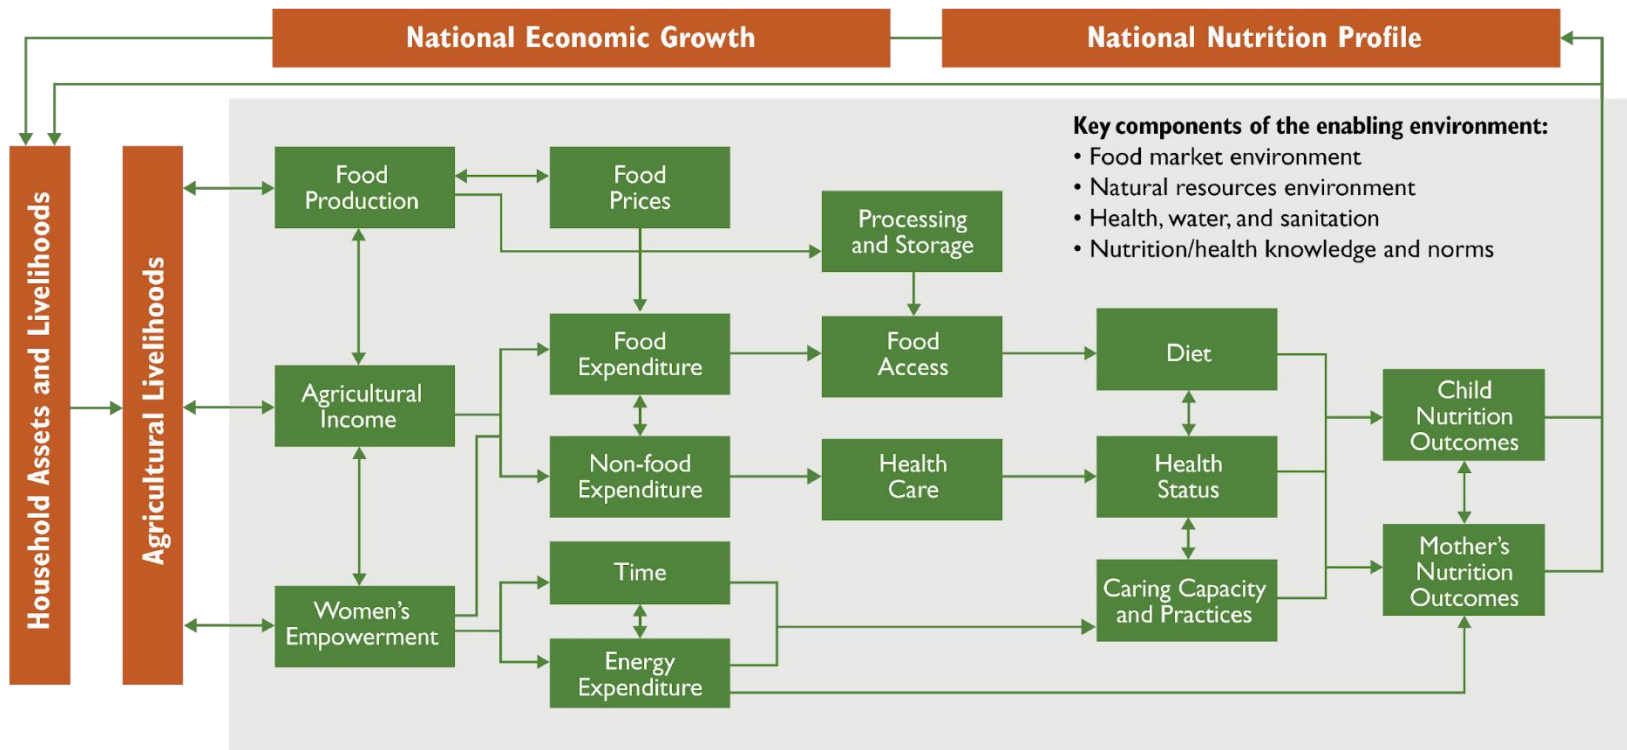 National Economic Growth
National Nutrition Profile
Household Assets and Livelihoods
Agricultural Livelihoods
Key components of the enabling environment:
• Food market environment
• Natural resources environment
• Health, water, and sanitation
• Nutrition/health knowledge and norms
Food
Production
Food
Prices
Processing
and Storage
Food
Expenditure
Food
Access
Diet
Agricultural
Income
Child
Nutrition
Outcomes
Non-food
Expenditure
Health
Care
Health
Status
Women's
Empowerment
Time
Energy
Expenditure
Caring Capacity
and Practices
Mother's
Nutrition
Outcomes